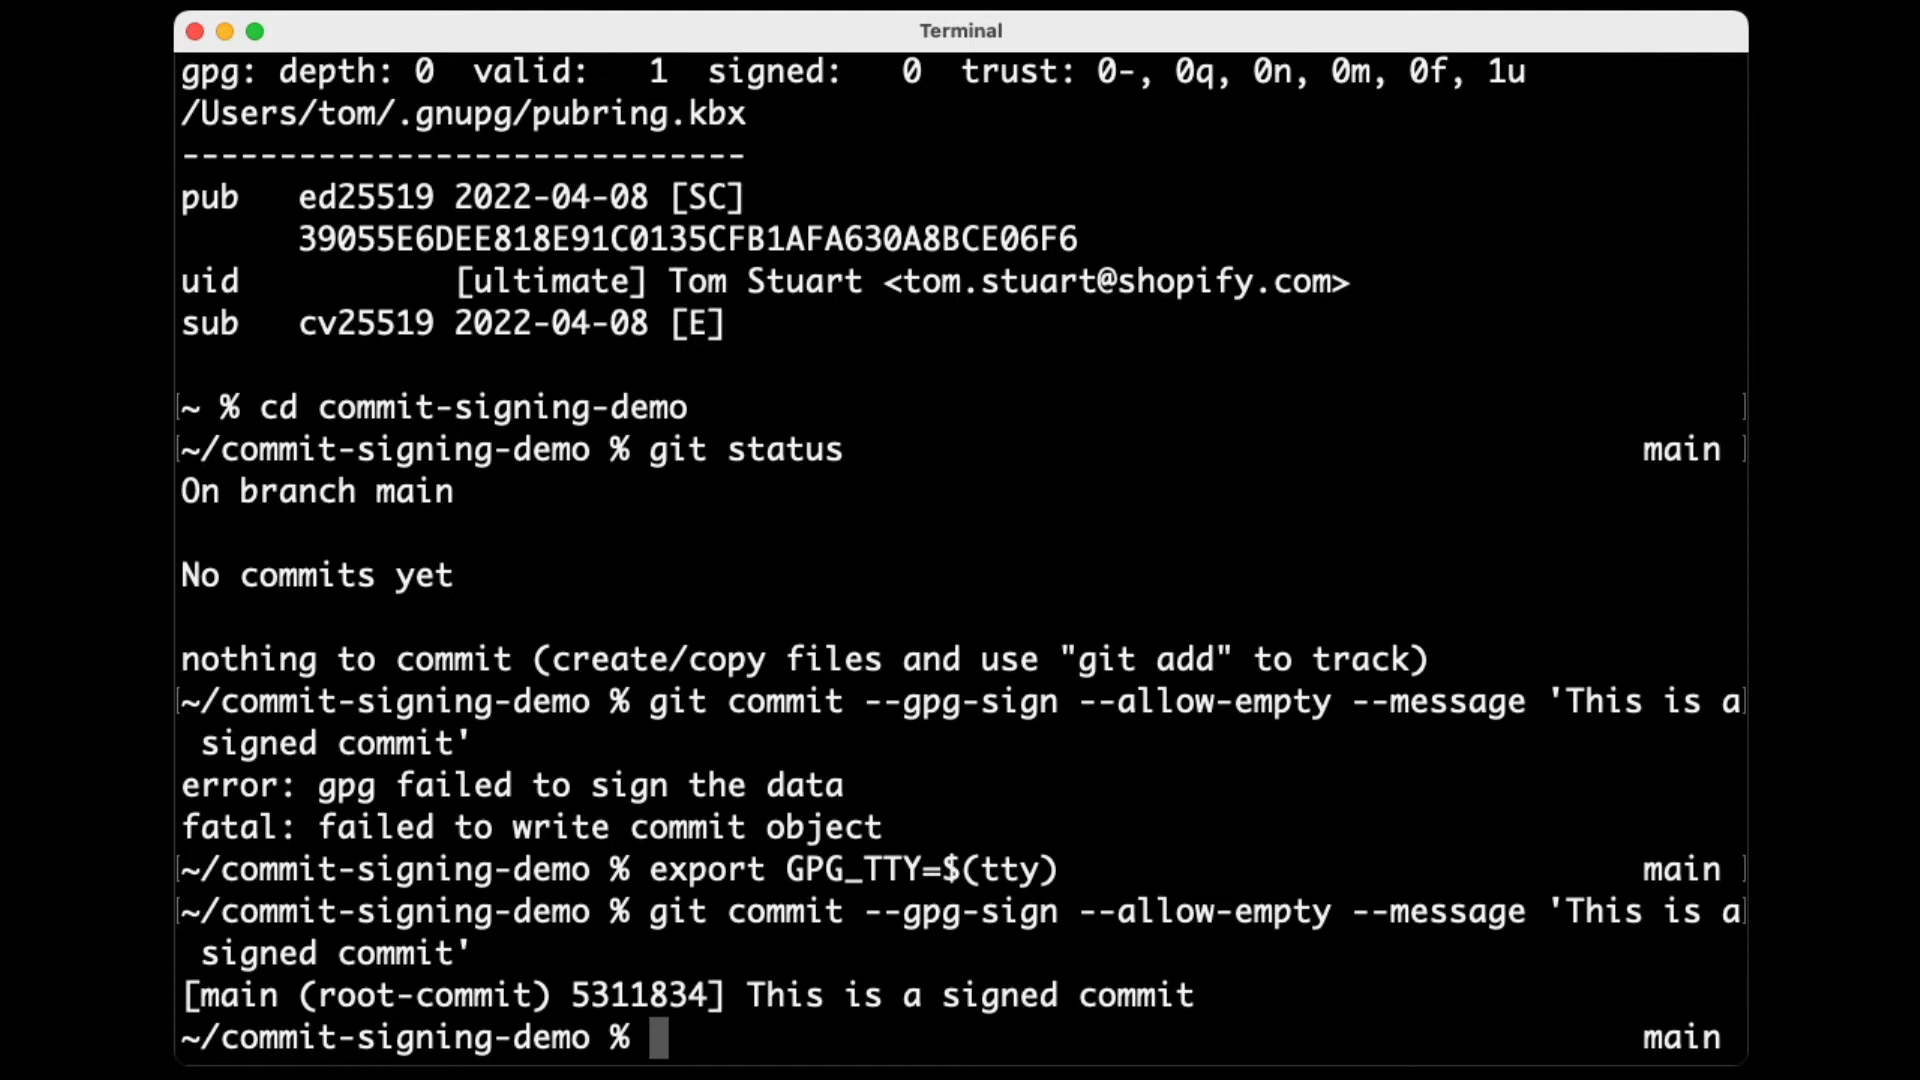 Terminal
gpg: depth: 0  valid:   1  signed:   0  trust: 0-, 0q, 0n, 0m, 0f, 1u
/Users/tom/.gnupg/pubring.kbx
-----------------------------
pub   ed25519 2022-04-08 [SC]
      39055E6DEE818E91C0135CFB1AFA630A8BCE06F6
uid           [ultimate] Tom Stuart <tom.stuart@shopify.com>
sub   cv25519 2022-04-08 [E]
~ % cd commit-signing-demo
~/commit-signing-demo % git status main
On branch main
No commits yet
nothing to commit (create/copy files and use "git add" to track)
~/commit-signing-demo % git commit --gpg-sign --allow-empty --message 'This is a
 signed commit'
error: gpg failed to sign the data
fatal: failed to write commit object
~/commit-signing-demo % export GPG_TTY=$(tty) main
~/commit-signing-demo % git commit --gpg-sign --allow-empty --message 'This is a
 signed commit'
[main (root-commit) 5311834] This is a signed commit
~/commit-signing-demo % main